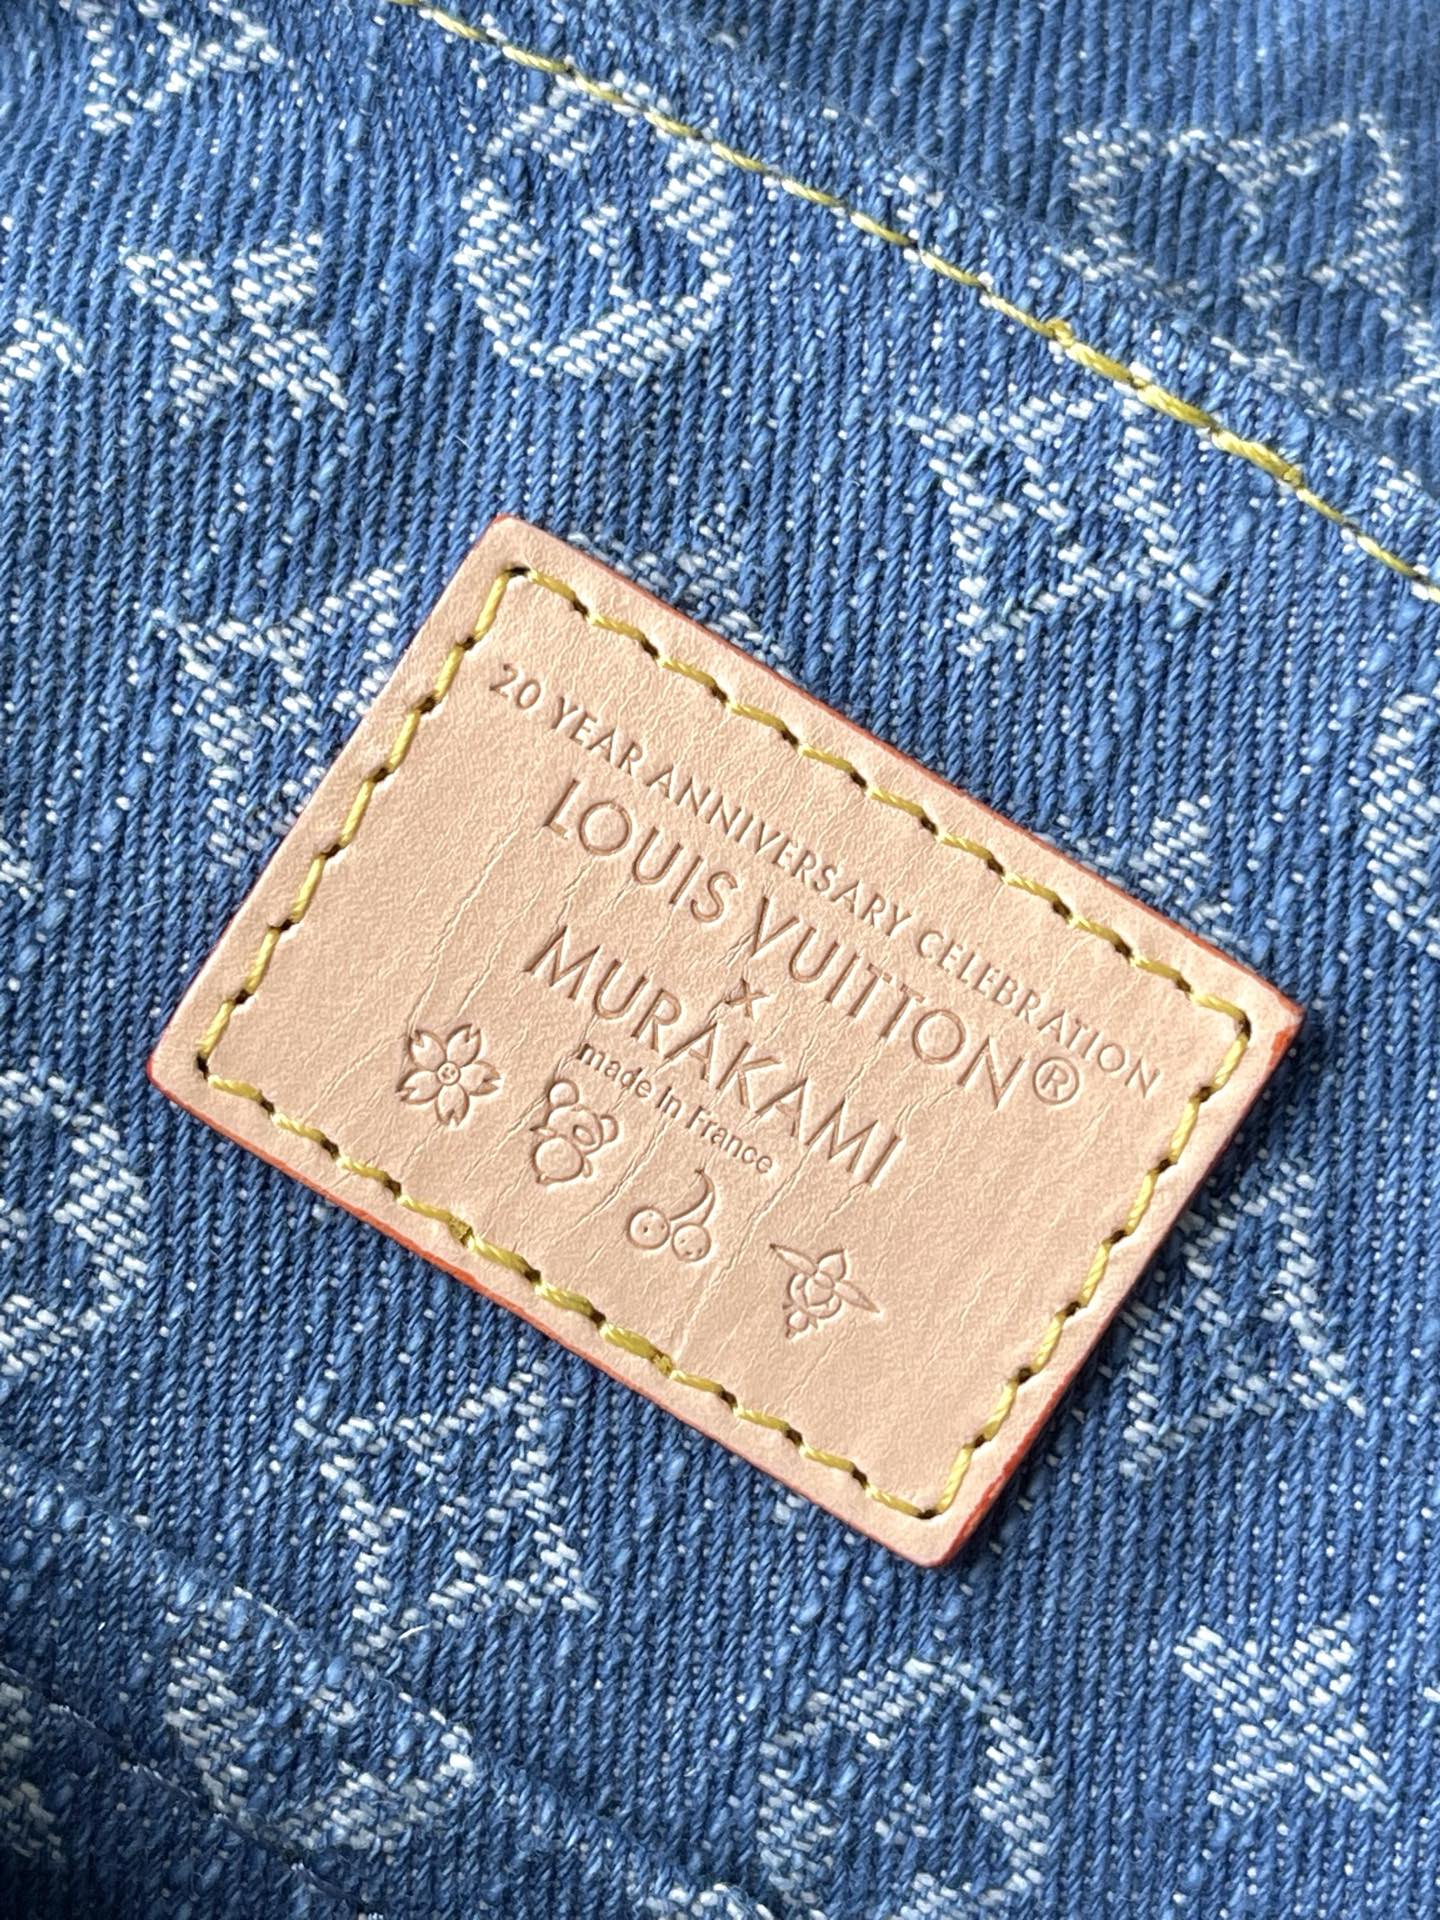 20 YEAR ANNIVERSARY CELEBRATION
LOUIS VUITTON®
x
MURAKAMI
made in France